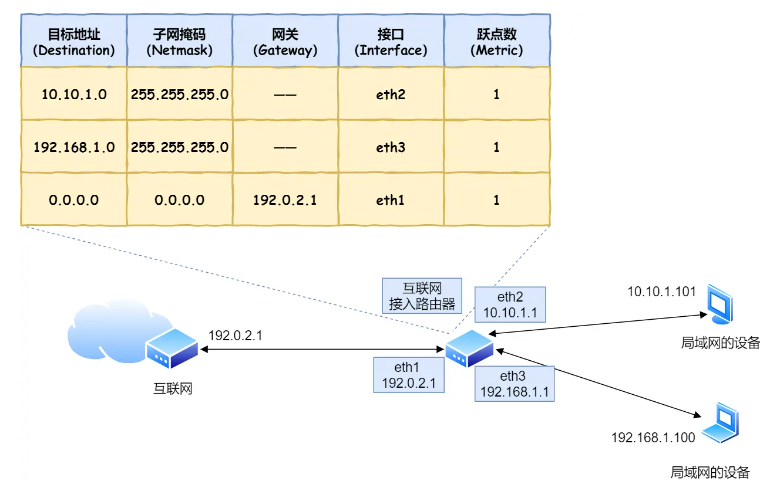 目标地址 子网掩码 网关 接口 跃点数
(Destination) (Netmask) (Gateway) (Interface) (Metric)
10.10.1.0 255.255.255.0 —— eth2 1
192.168.1.0 255.255.255.0 —— eth3 1
0.0.0.0 0.0.0.0 192.0.2.1 eth1 1
互联网
接入路由器
eth2
10.10.1.1
10.10.1.101
局域网的设备
192.0.2.1
互联网
eth1
192.0.2.1
eth3
192.168.1.1
192.168.1.100
局域网的设备